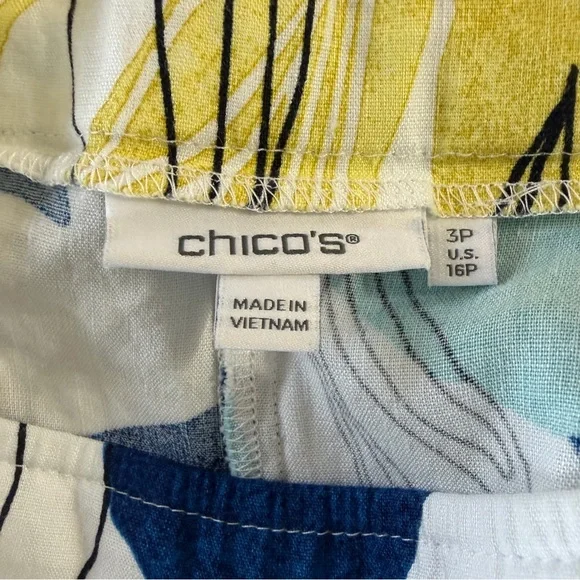 chico's®
3P
U.S.
16P
MADE IN
VIETNAM